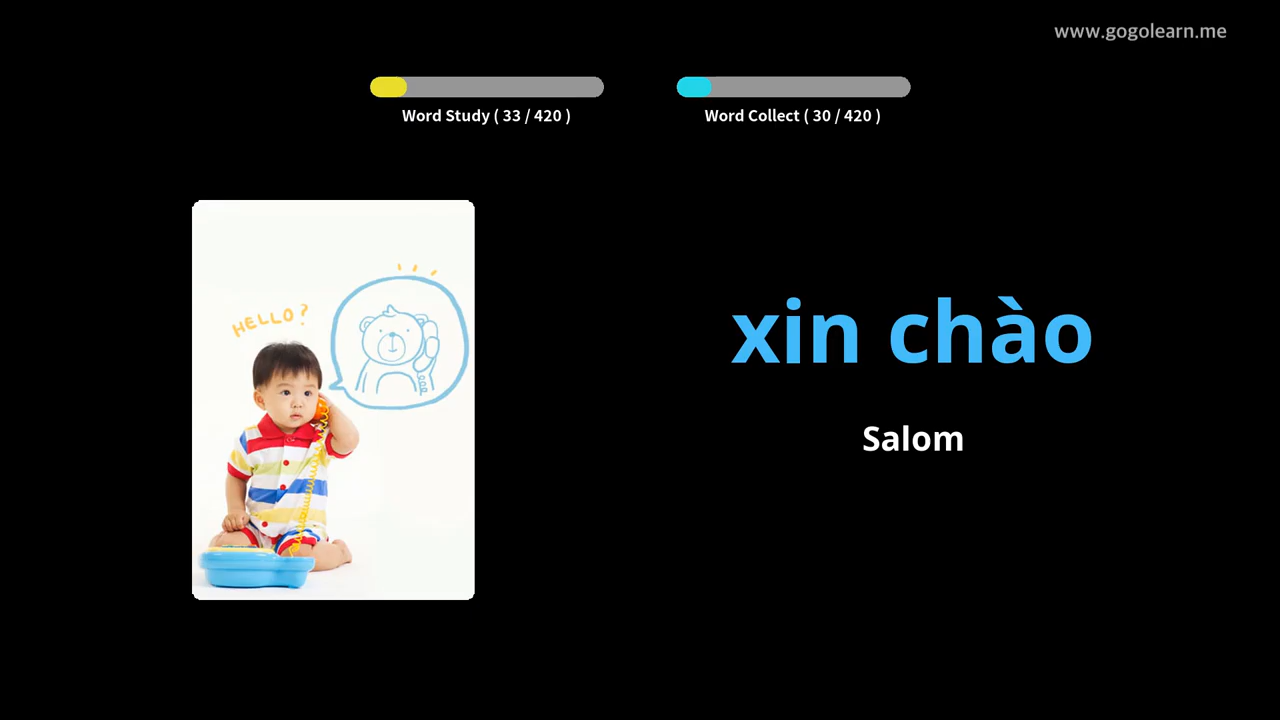 www.gogolearn.me
Word Study ( 33 / 420 )
Word Collect ( 30 / 420 )
HELLO?
xin chào
Salom